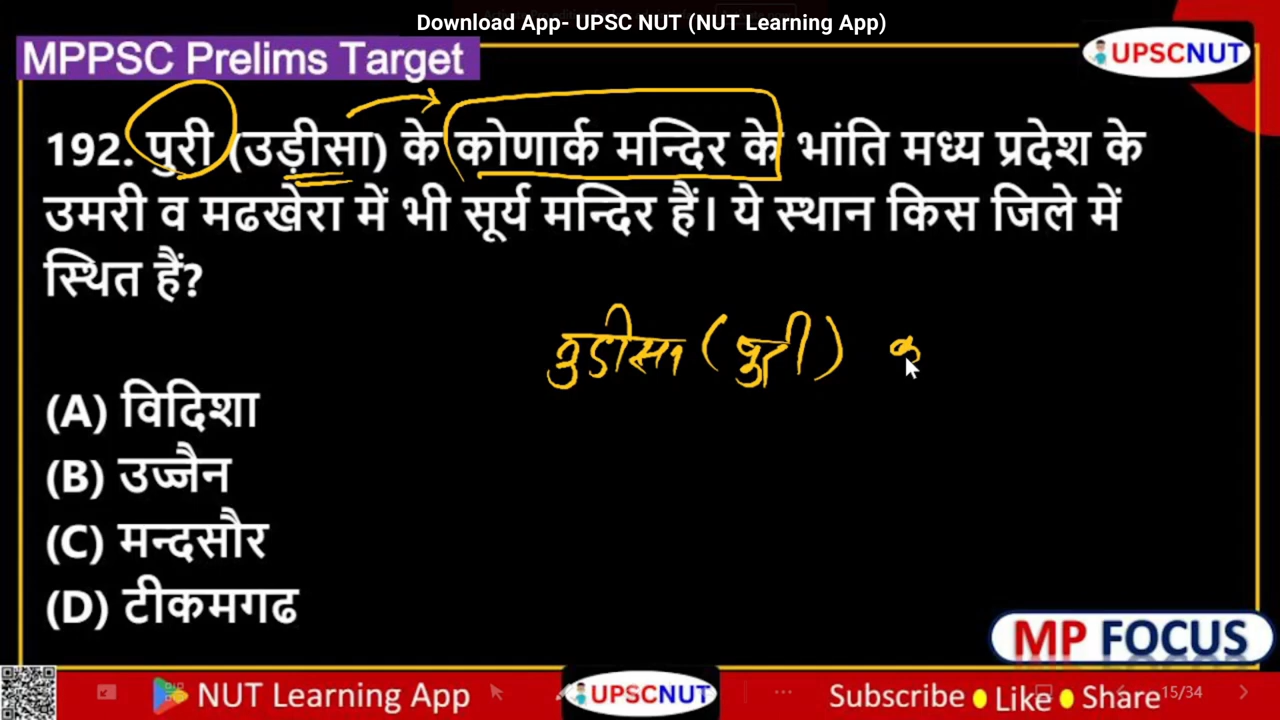 Download App- UPSC NUT (NUT Learning App)
MPPSC Prelims Target
UPSCNUT
192. पुरी (उड़ीसा) के कोणार्क मन्दिर के भांति मध्य प्रदेश के
उमरी व मढखेरा में भी सूर्य मन्दिर हैं। ये स्थान किस जिले में
स्थित हैं?
उडीसा (पुरी)
(A) विदिशा
(B) उज्जैन
(C) मन्दसौर
(D) टीकमगढ
MP FOCUS
NUT Learning App
UPSCNUT
Subscribe Like Share
15/34